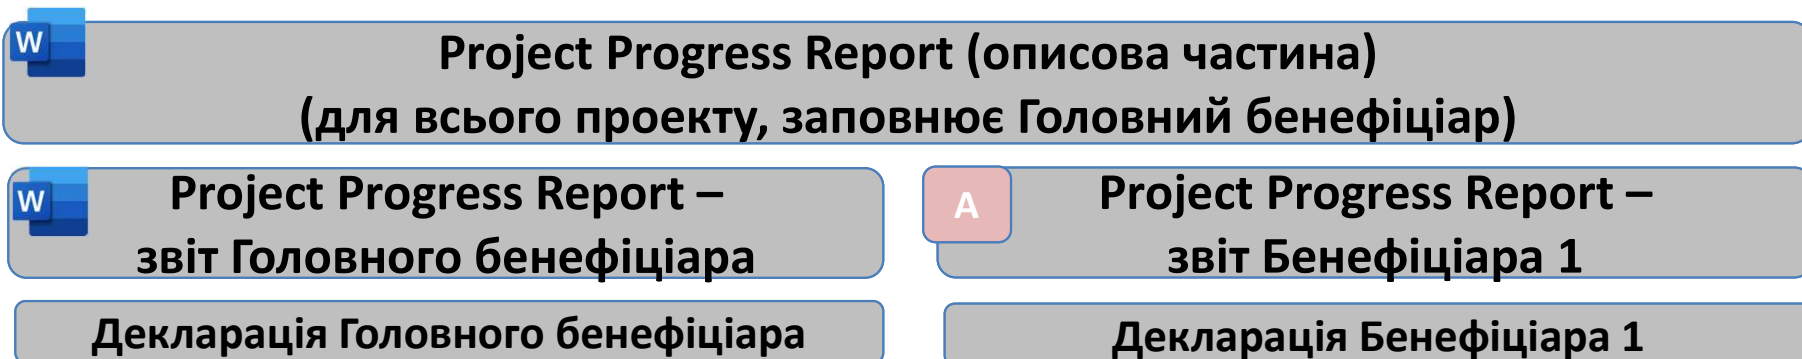 W
Project Progress Report (описова частина)
(для всього проекту, заповнює Головний бенефіціар)
W
Project Progress Report –
звіт Головного бенефіціара
A
Project Progress Report –
звіт Бенефіціара 1
Декларація Головного бенефіціара
Декларація Бенефіціара 1